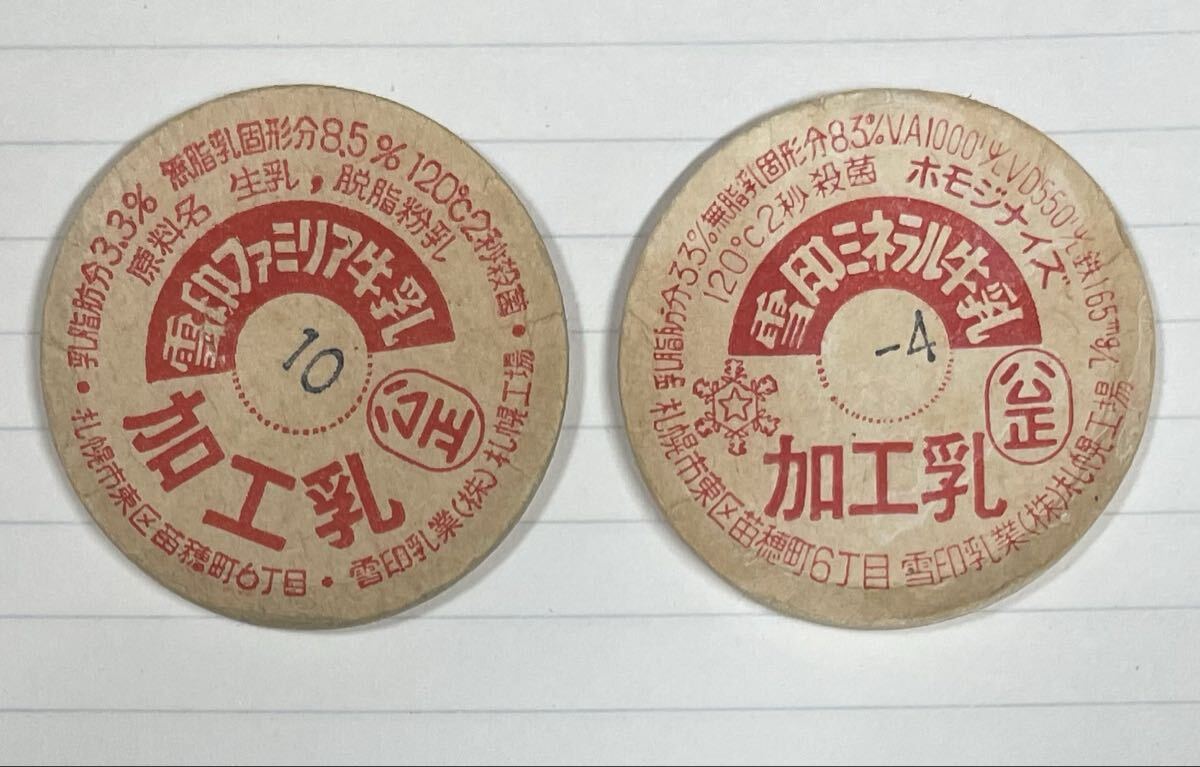 ・乳脂肪分3.3% 無脂乳固形分8.5% 120℃2秒殺菌・
原料名 生乳，脱脂粉乳
雪印ファミリア牛乳
10
公正
加工乳
札幌市東区苗穂町6丁目・雪印乳業(株)札幌工場
乳脂肪分3.3%無脂乳固形分8.3%V.A1000IU/L V.D550IU/L鉄165mg/L
120℃2秒殺菌 ホモジナイズ
雪印ミネラル牛乳
-4
公正
加工乳
札幌市東区苗穂町6丁目 雪印乳業(株)札幌工場